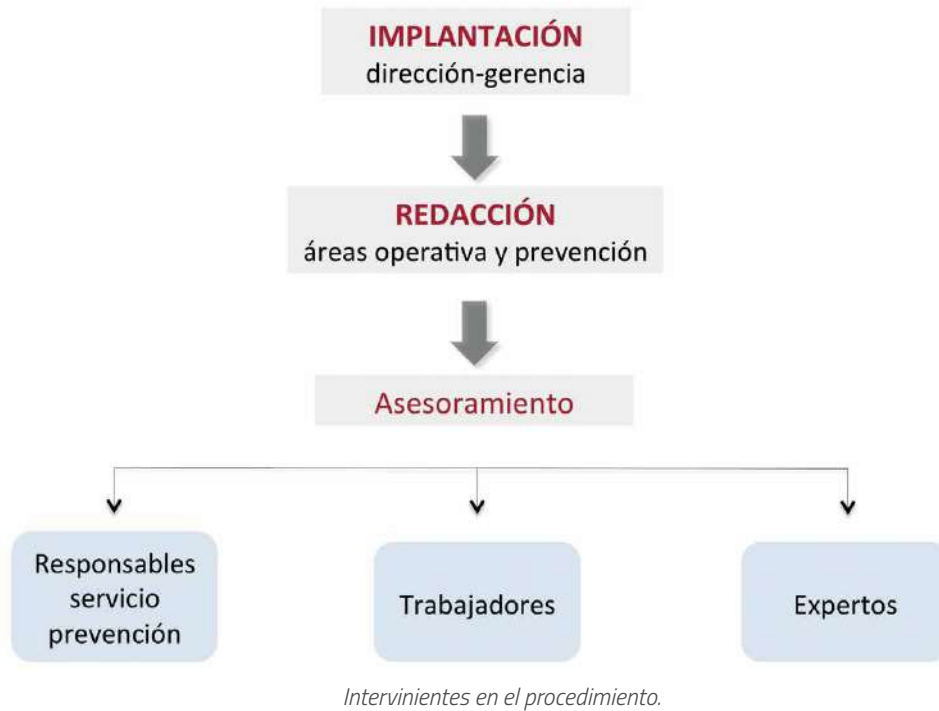 IMPLANTACIÓN
dirección-gerencia
REDACCIÓN
áreas operativa y prevención
Asesoramiento
Responsables
servicio
prevención
Trabajadores
Expertos
Intervinientes en el procedimiento.